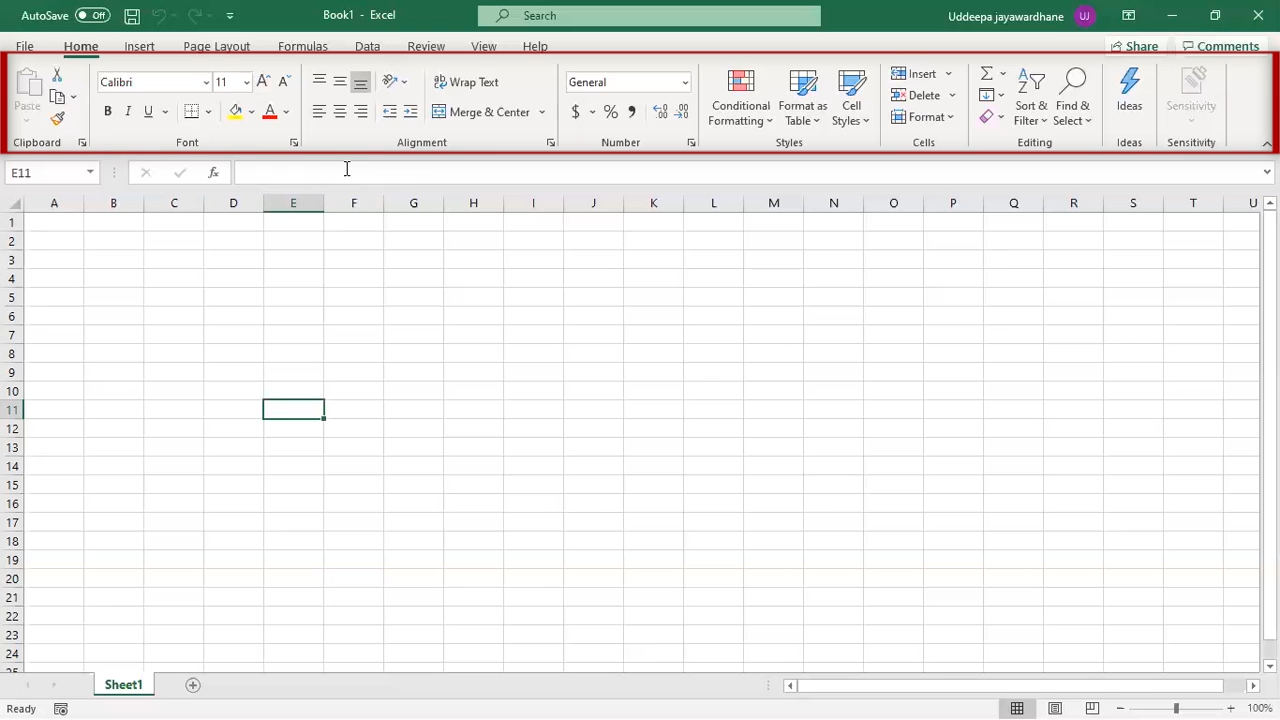 AutoSave Off Book1 - Excel Search Uddeepa jayawardhane UJ
File Home Insert Page Layout Formulas Data Review View Help Share Comments
Paste Calibri 11 Wrap Text General Conditional Formatting Format as Table Cell Styles Insert Sort & Filter Find & Select Ideas Sensitivity
B I U A Merge & Center $ % , Delete
Format
Clipboard Font Alignment Number Styles Cells Editing Ideas Sensitivity
E11 fx
A B C D E F G H I J K L M N O P Q R S T U
1
2
3
4
5
6
7
8
9
10
11
12
13
14
15
16
17
18
19
20
21
22
23
24
25
Sheet1
Ready 100%